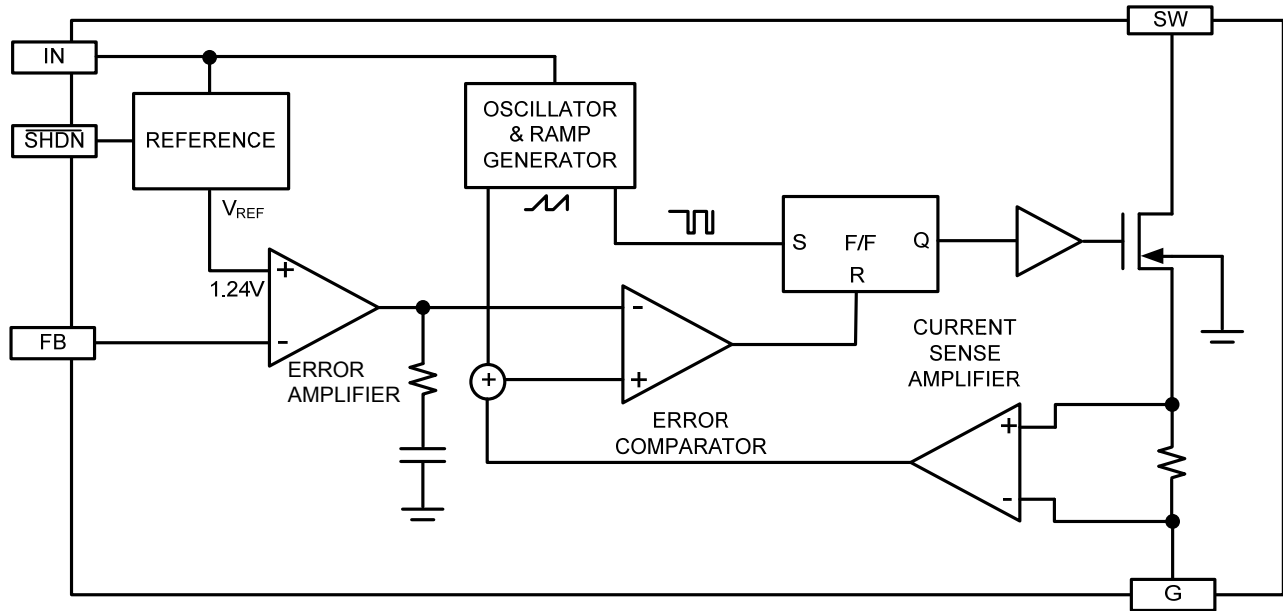 SW
IN
OSCILLATOR
& RAMP
GENERATOR
SHDN
REFERENCE
VREF
S F/F Q
R
+
1.24V
-
-
FB
CURRENT
SENSE
AMPLIFIER
ERROR
AMPLIFIER
+
+
ERROR
COMPARATOR
+
-
G